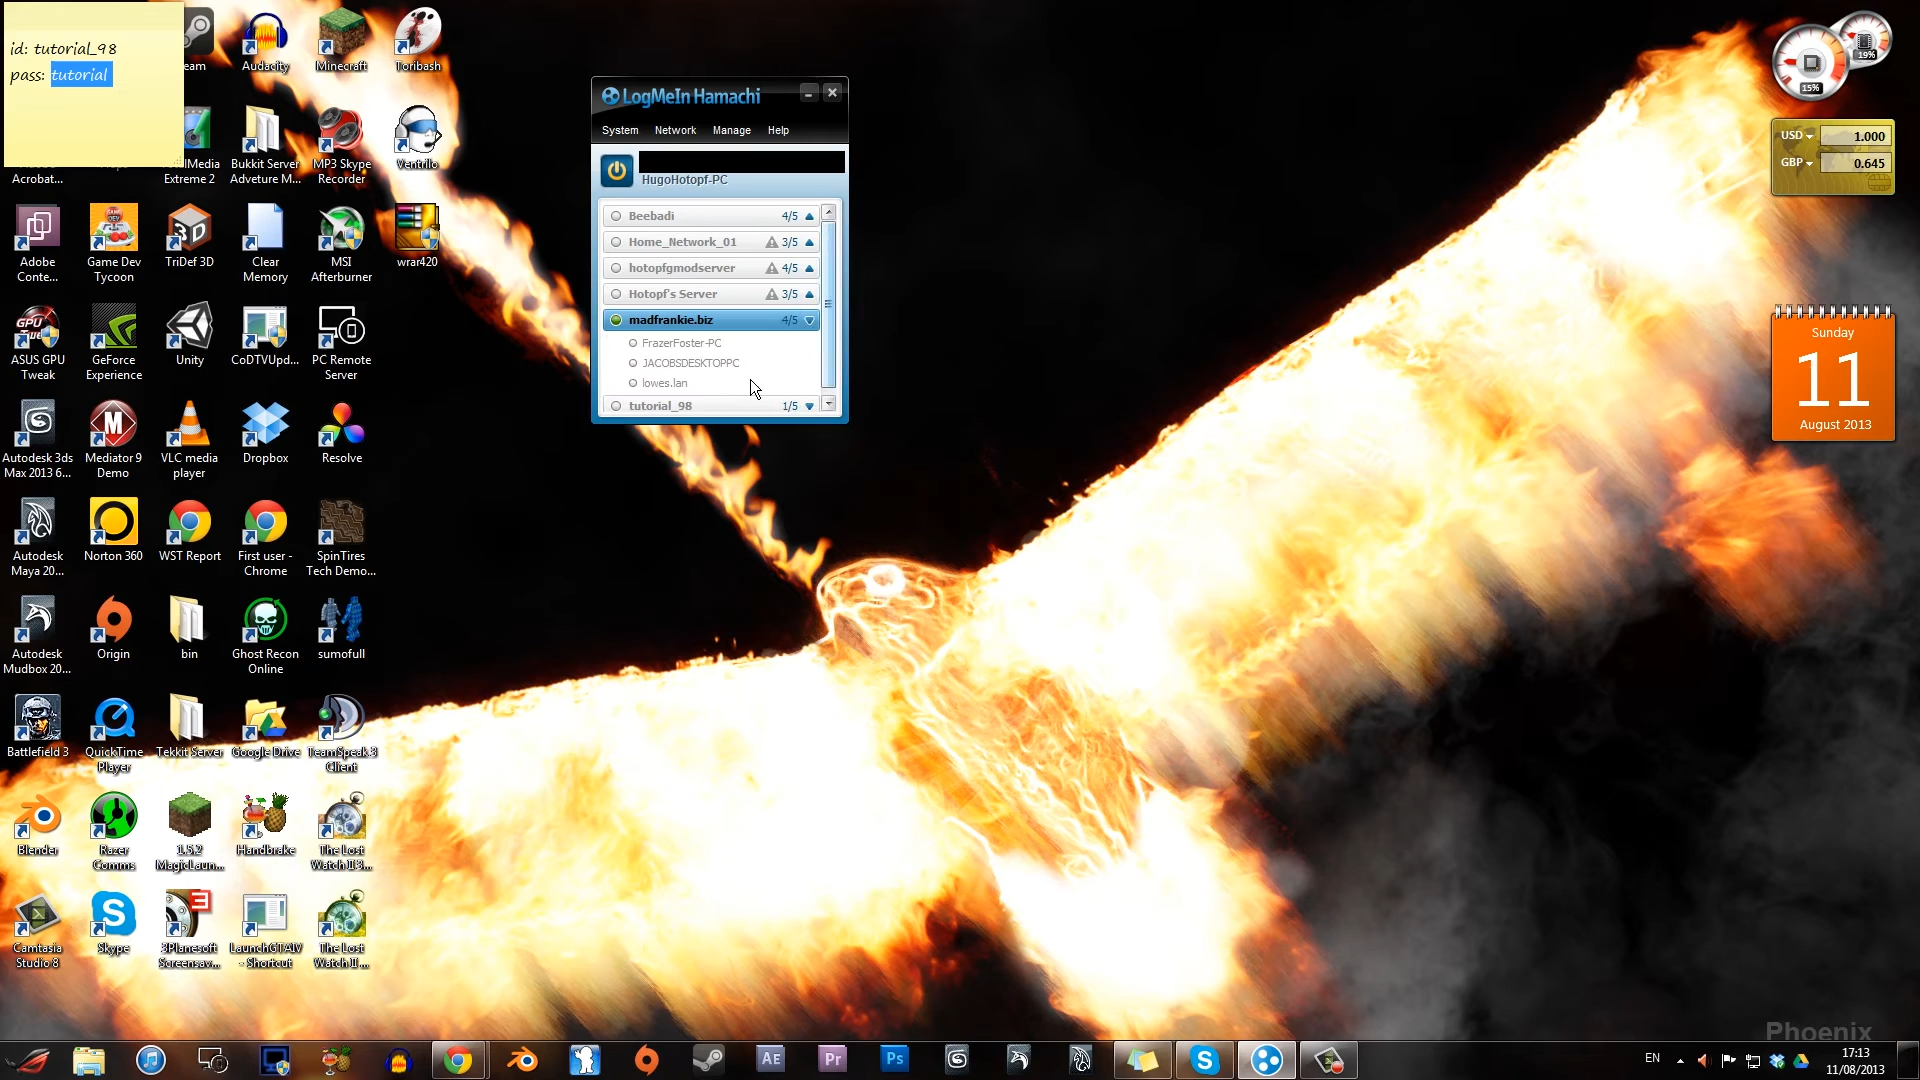 id: tutorial_98
pass: tutorial
eam
Audacity
Minecraft
Toribash
Acrobat...
llMedia Extreme 2
Bukkit Server Adveture M...
MP3 Skype Recorder
Ventrilo
Adobe Conte...
Game Dev Tycoon
TriDef 3D
Clear Memory
MSI Afterburner
wrar420
ASUS GPU Tweak
GeForce Experience
Unity
CoDTVUpd...
PC Remote Server
Autodesk 3ds Max 2013 6...
Mediator 9 Demo
VLC media player
Dropbox
Resolve
Autodesk Maya 20...
Norton 360
WST Report
First user - Chrome
SpinTires Tech Demo...
Autodesk Mudbox 20...
Origin
bin
Ghost Recon Online
sumofull
Battlefield 3
QuickTime Player
Tekkit Server
Google Drive
TeamSpeak 3 Client
Blender
Razer Comms
1.5.2 MagicLaun...
Handbrake
The Lost Watch II 3...
Camtasia Studio 8
Skype
3Planesoft Screensav...
LaunchGTAIV - Shortcut
The Lost Watch II...
LogMeIn Hamachi
System Network Manage Help
HugoHotopf-PC
Beebadi 4/5
Home_Network_01 3/5
hotopfgmodserver 4/5
Hotopf's Server 3/5
madfrankie.biz 4/5
FrazerFoster-PC
JACOBSDESKTOPPC
lowes.lan
tutorial_98 1/5
19%
15%
USD 1.000
GBP 0.645
Sunday
11
August 2013
Phoenix
AE
Pr
Ps
EN
17:13
11/08/2013